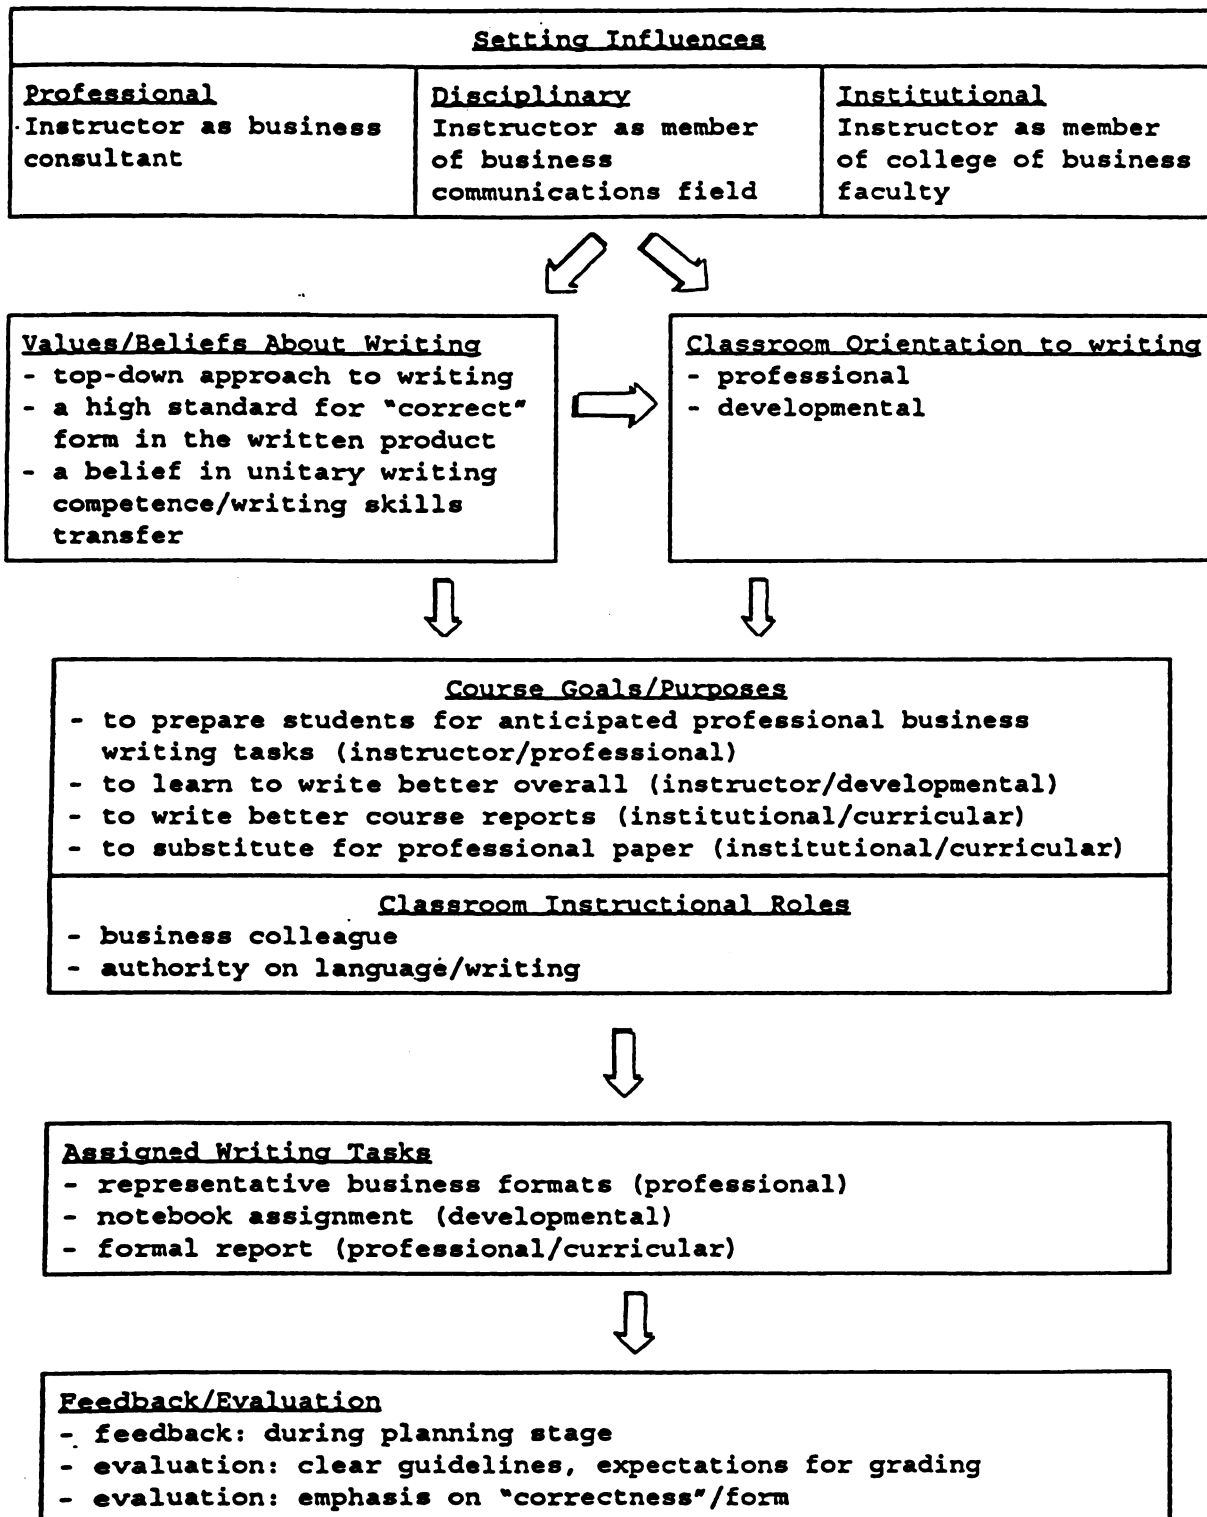 Setting Influences
Professional
Instructor as business
consultant
Disciplinary
Instructor as member
of business
communications field
Institutional
Instructor as member
of college of business
faculty
Values/Beliefs About Writing
- top-down approach to writing
- a high standard for "correct"
form in the written product
- a belief in unitary writing
competence/writing skills
transfer
Classroom Orientation to writing
- professional
- developmental
Course Goals/Purposes
- to prepare students for anticipated professional business
writing tasks (instructor/professional)
- to learn to write better overall (instructor/developmental)
- to write better course reports (institutional/curricular)
- to substitute for professional paper (institutional/curricular)
Classroom Instructional Roles
- business colleague
- authority on language/writing
Assigned Writing Tasks
- representative business formats (professional)
- notebook assignment (developmental)
- formal report (professional/curricular)
Feedback/Evaluation
- feedback: during planning stage
- evaluation: clear guidelines, expectations for grading
- evaluation: emphasis on "correctness"/form